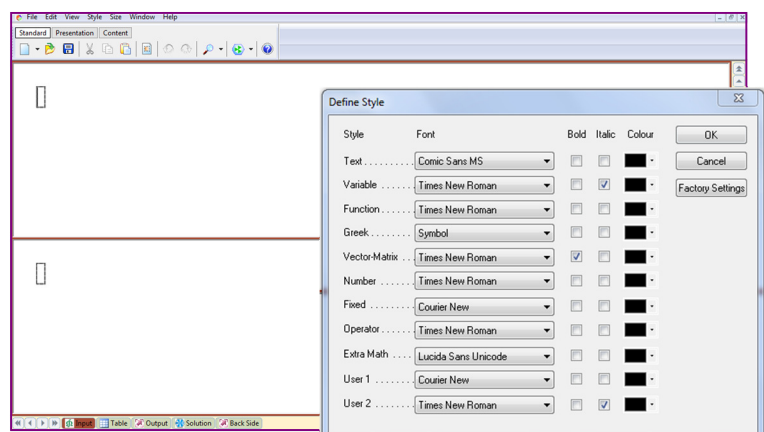 File Edit View Style Size Window Help
Standard Presentation Content
Define Style
Style Font Bold Italic Colour OK
Text . . . . . . . . . . Comic Sans MS Cancel
Variable . . . . . . . Times New Roman Factory Settings
Function . . . . . . . Times New Roman
Greek . . . . . . . . Symbol
Vector-Matrix . . . Times New Roman
Number . . . . . . . Times New Roman
Fixed . . . . . . . . . Courier New
Operator . . . . . . . Times New Roman
Extra Math . . . . Lucida Sans Unicode
User 1 . . . . . . . . Courier New
User 2 . . . . . . . . Times New Roman
Input Table Output Solution Back Side